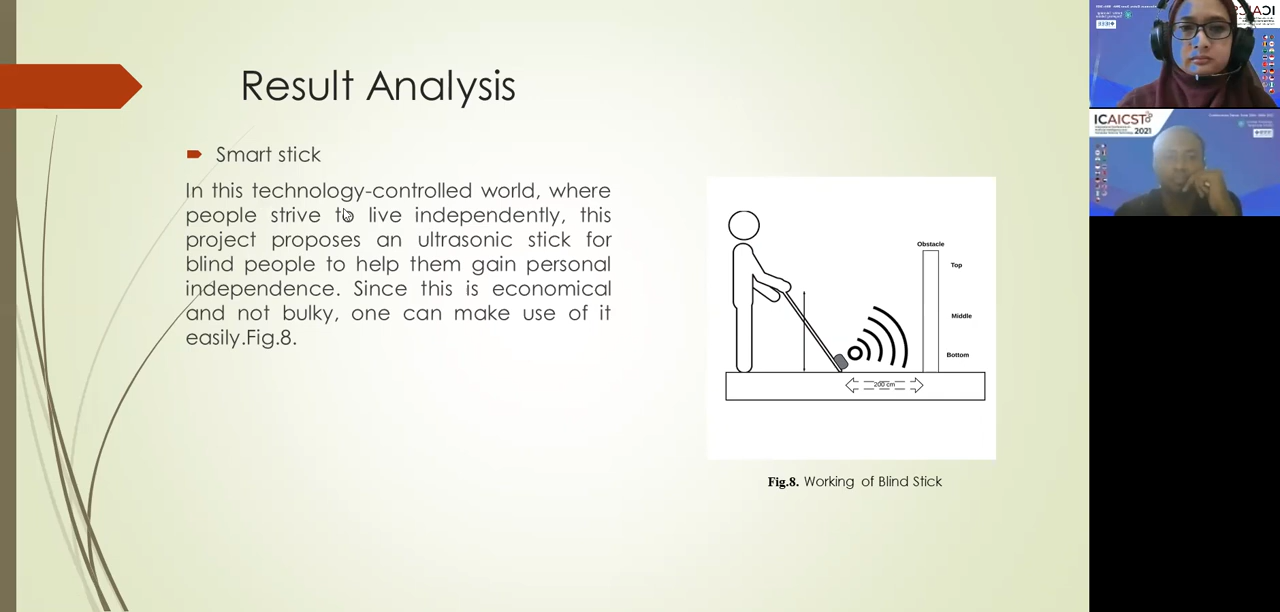 Result Analysis
Smart stick
In this technology-controlled world, where
people strive to live independently, this
project proposes an ultrasonic stick for
blind people to help them gain personal
independence. Since this is economical
and not bulky, one can make use of it
easily.Fig.8.
Obstacle
Top
Middle
Bottom
200 cm
Fig.8. Working of Blind Stick
ICAICST
2021